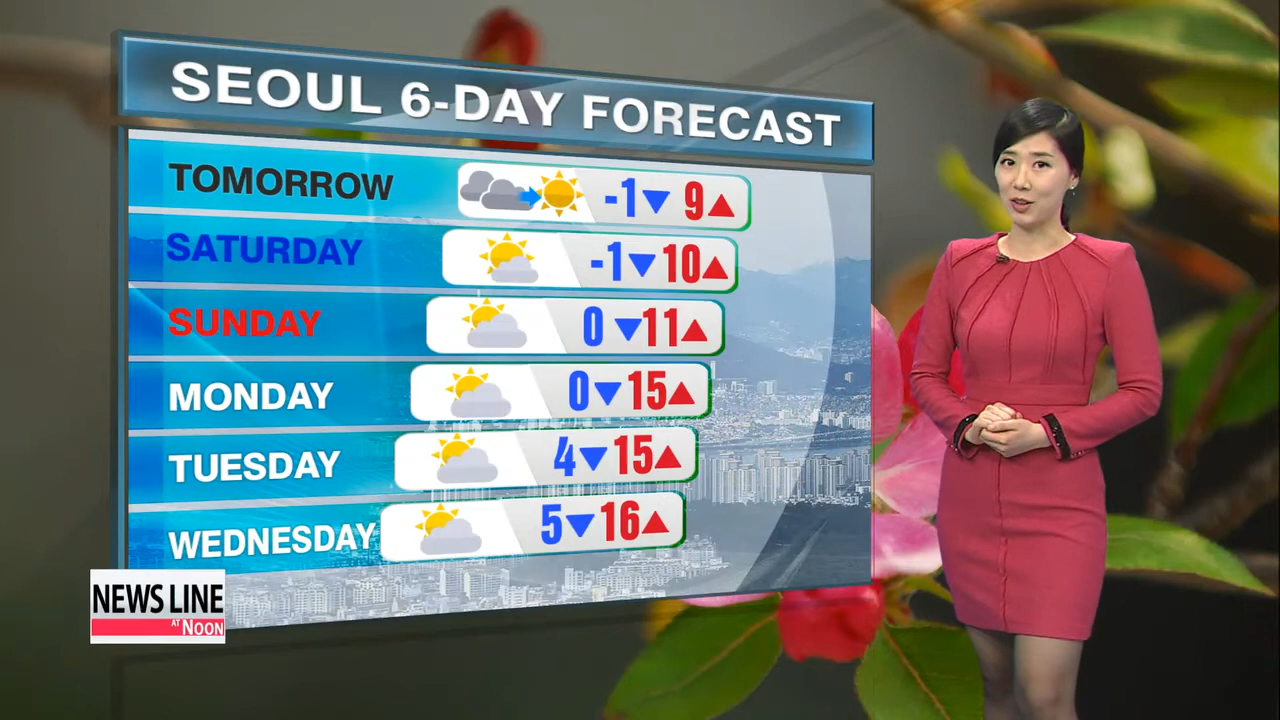 SEOUL 6-DAY FORECAST
TOMORROW -1 9
SATURDAY -1 10
SUNDAY 0 11
MONDAY 0 15
TUESDAY 4 15
WEDNESDAY 5 16
NEWS LINE
AT NOON